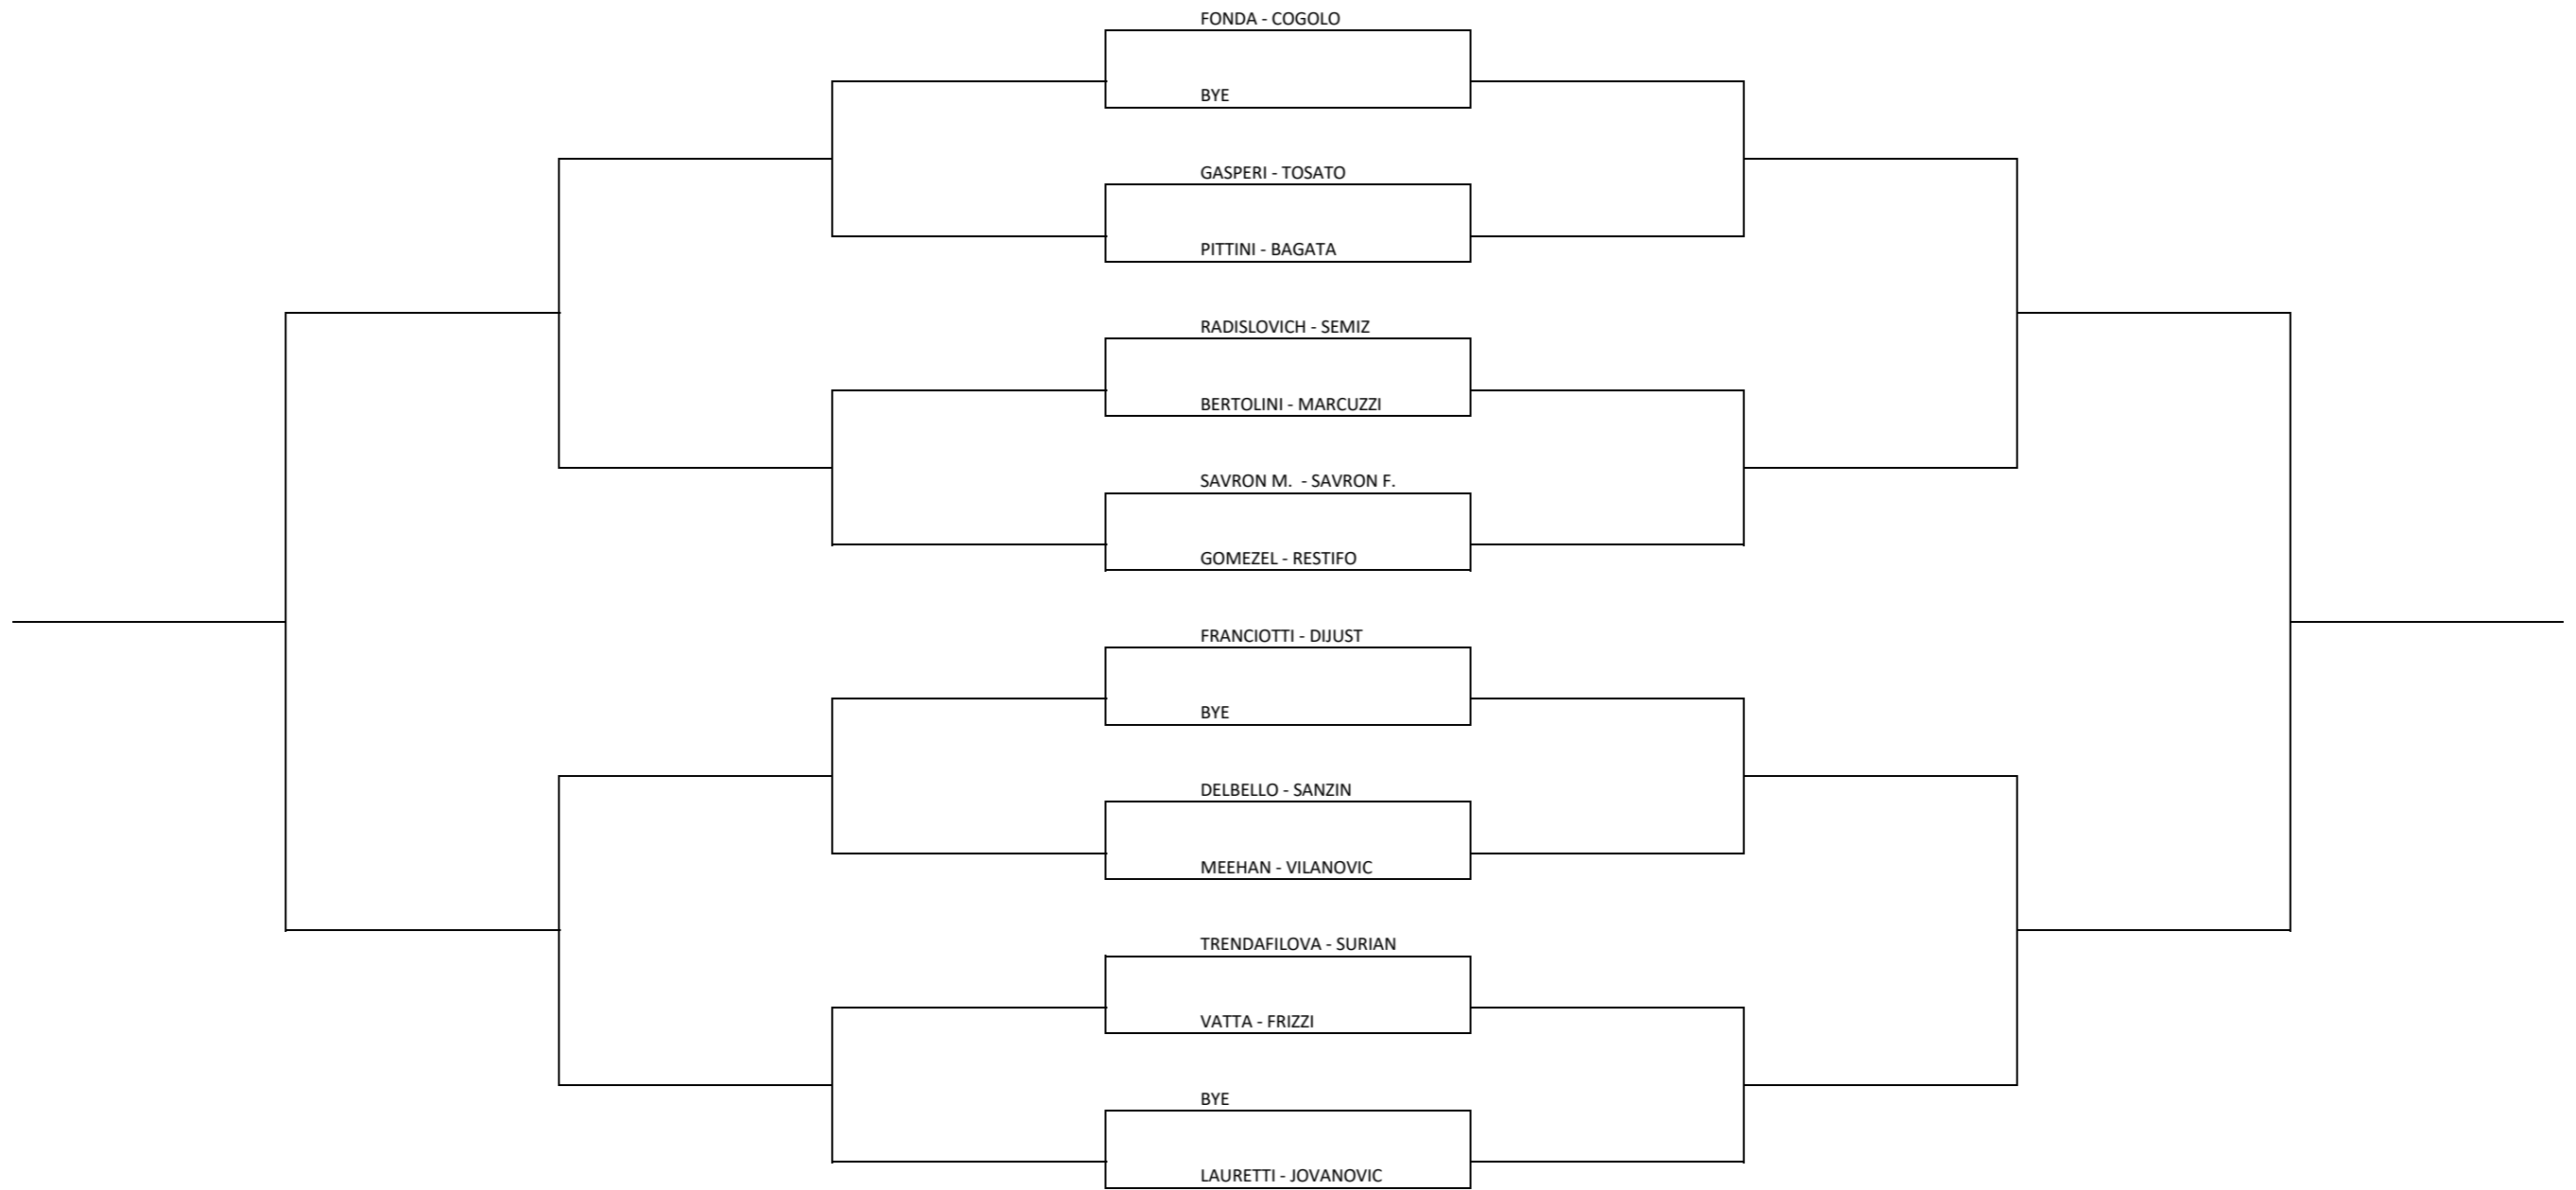 FONDA - COGOLO
BYE
GASPERI - TOSATO
PITTINI - BAGATA
RADISLOVICH - SEMIZ
BERTOLINI - MARCUZZI
SAVRON M.  - SAVRON F.
GOMEZEL - RESTIFO
FRANCIOTTI - DIJUST
BYE
DELBELLO - SANZIN
MEEHAN - VILANOVIC
TRENDAFILOVA - SURIAN
VATTA - FRIZZI
BYE
LAURETTI - JOVANOVIC